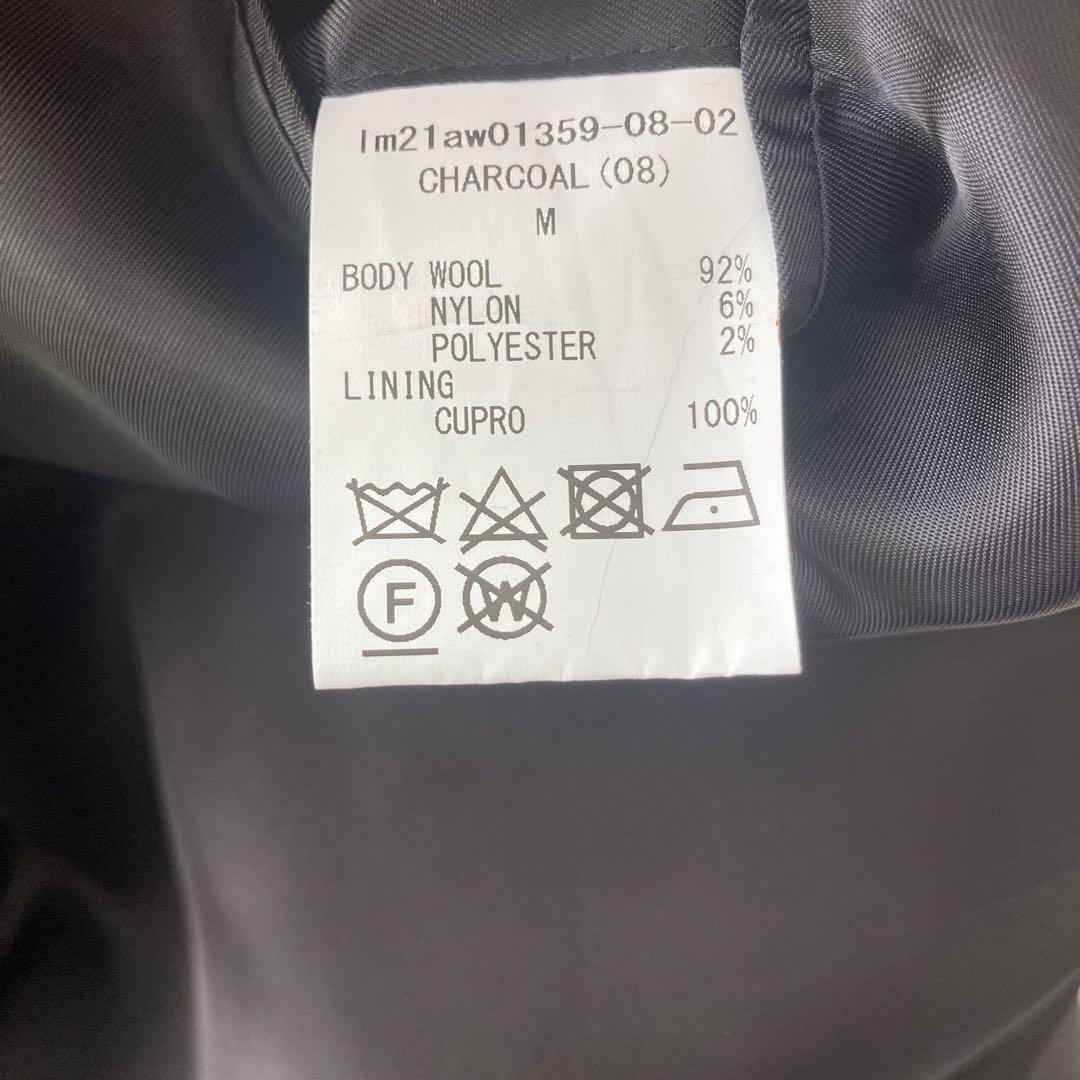 lm21aw01359-08-02
CHARCOAL(08)
M
BODY WOOL 92%
NYLON 6%
POLYESTER 2%
LINING
CUPRO 100%
F W